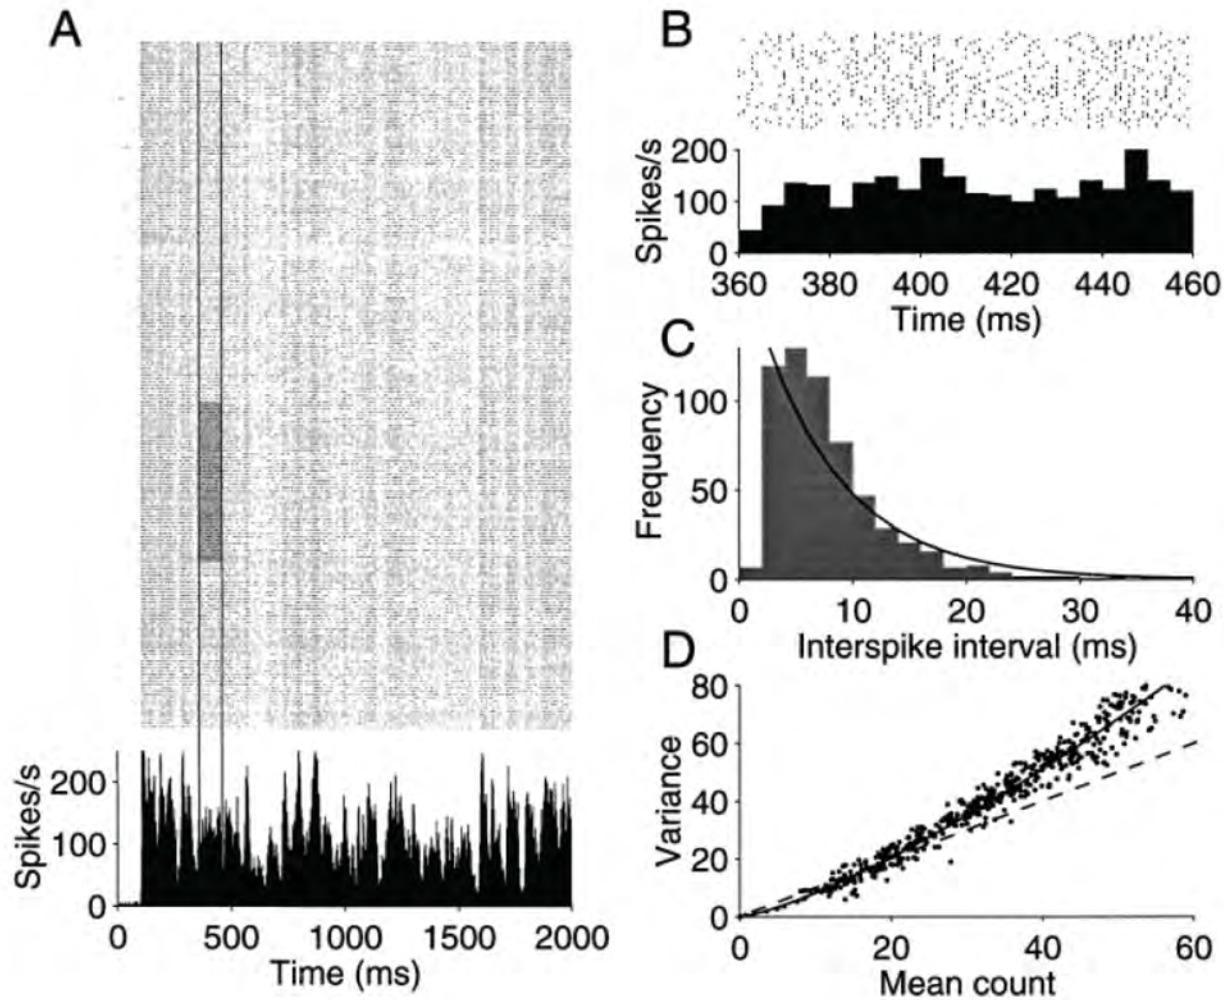 A
Spikes/s
200
100
0
0 500 1000 1500 2000
Time (ms)
B
Spikes/s
200
100
0
360 380 400 420 440 460
Time (ms)
C
Frequency
100
50
0
0 10 20 30 40
Interspike interval (ms)
D
Variance
80
60
40
20
0
0 20 40 60
Mean count